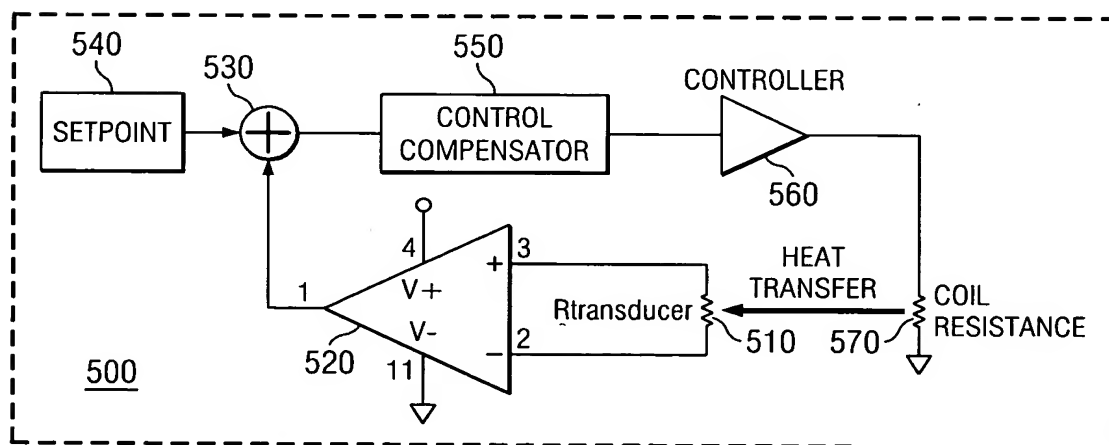 540
530
550
CONTROLLER
SETPOINT
CONTROL
COMPENSATOR
560
4
3
HEAT
TRANSFER
1
V+
+
Rtransducer
COIL
RESISTANCE
V-
510
570
2
-
520
11
500